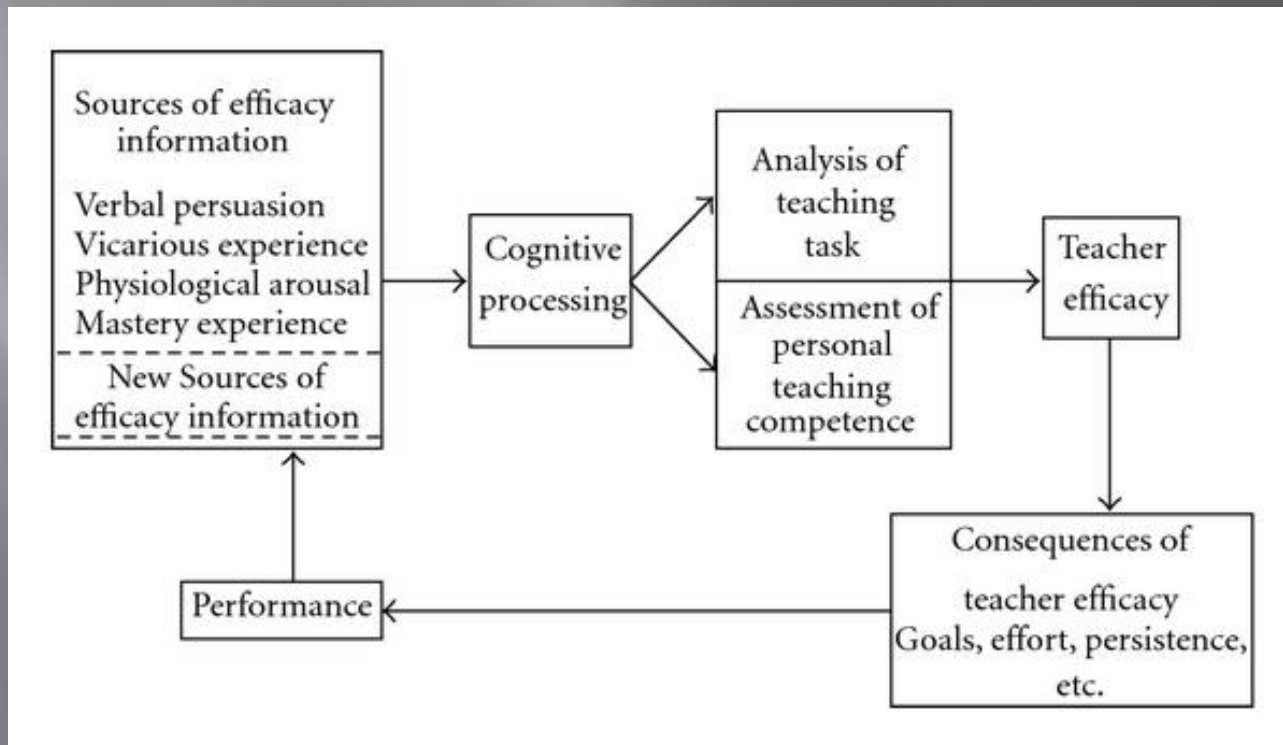 Sources of efficacy
information
Verbal persuasion
Vicarious experience
Physiological arousal
Mastery experience
New Sources of
efficacy information
Cognitive
processing
Analysis of
teaching
task
Assessment of
personal
teaching
competence
Teacher
efficacy
Consequences of
teacher efficacy
Goals, effort, persistence,
etc.
Performance